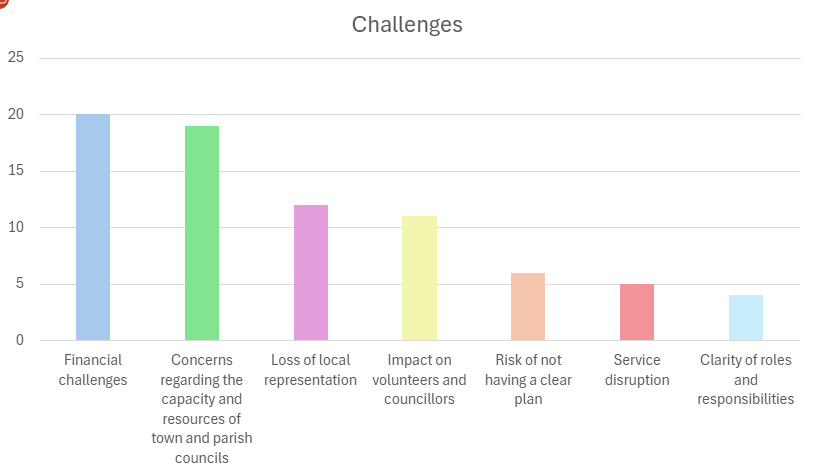 Challenges
25
20
15
10
5
0
Financial
challenges
Concerns
regarding the
capacity and
resources of
town and parish
councils
Loss of local
representation
Impact on
volunteers and
councillors
Risk of not
having a clear
plan
Service
disruption
Clarity of roles
and
responsibilities